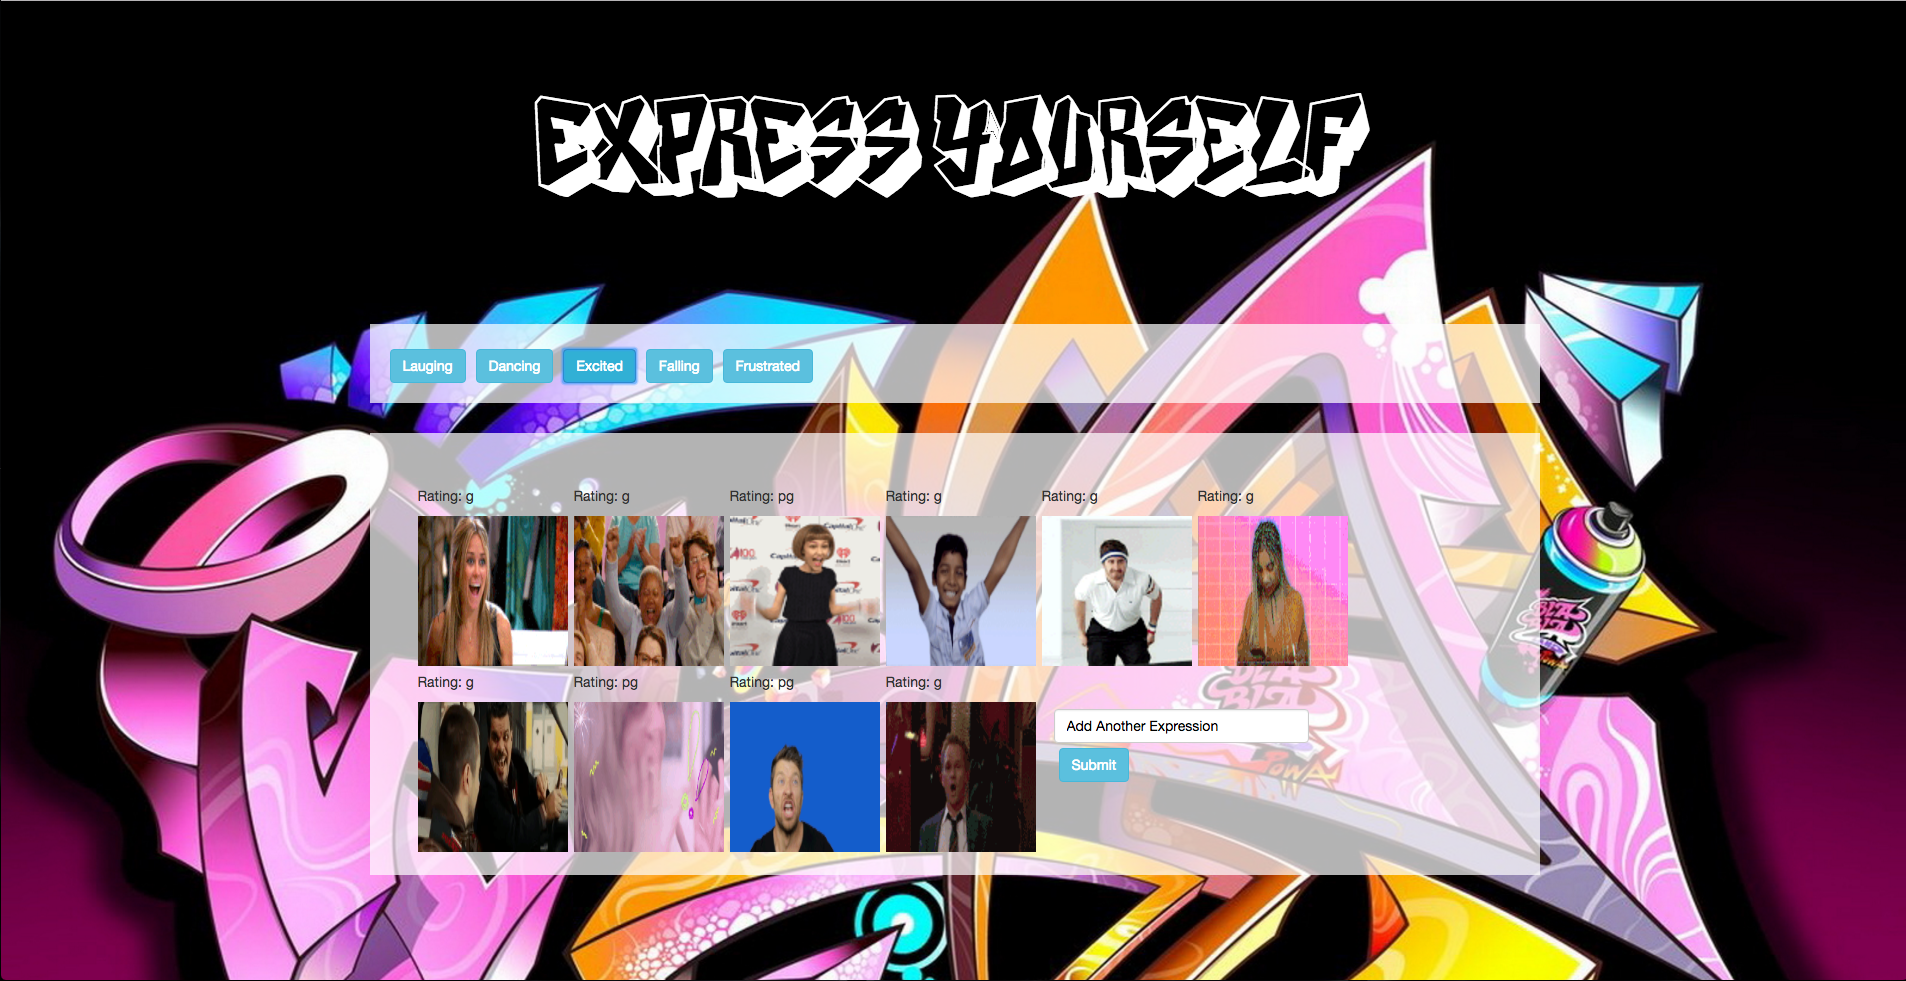 EXPRESS YOURSELF
Lauging Dancing Excited Falling Frustrated
Rating: g Rating: g Rating: pg Rating: g Rating: g Rating: g
Rating: g Rating: pg Rating: pg Rating: g
Add Another Expression
Submit